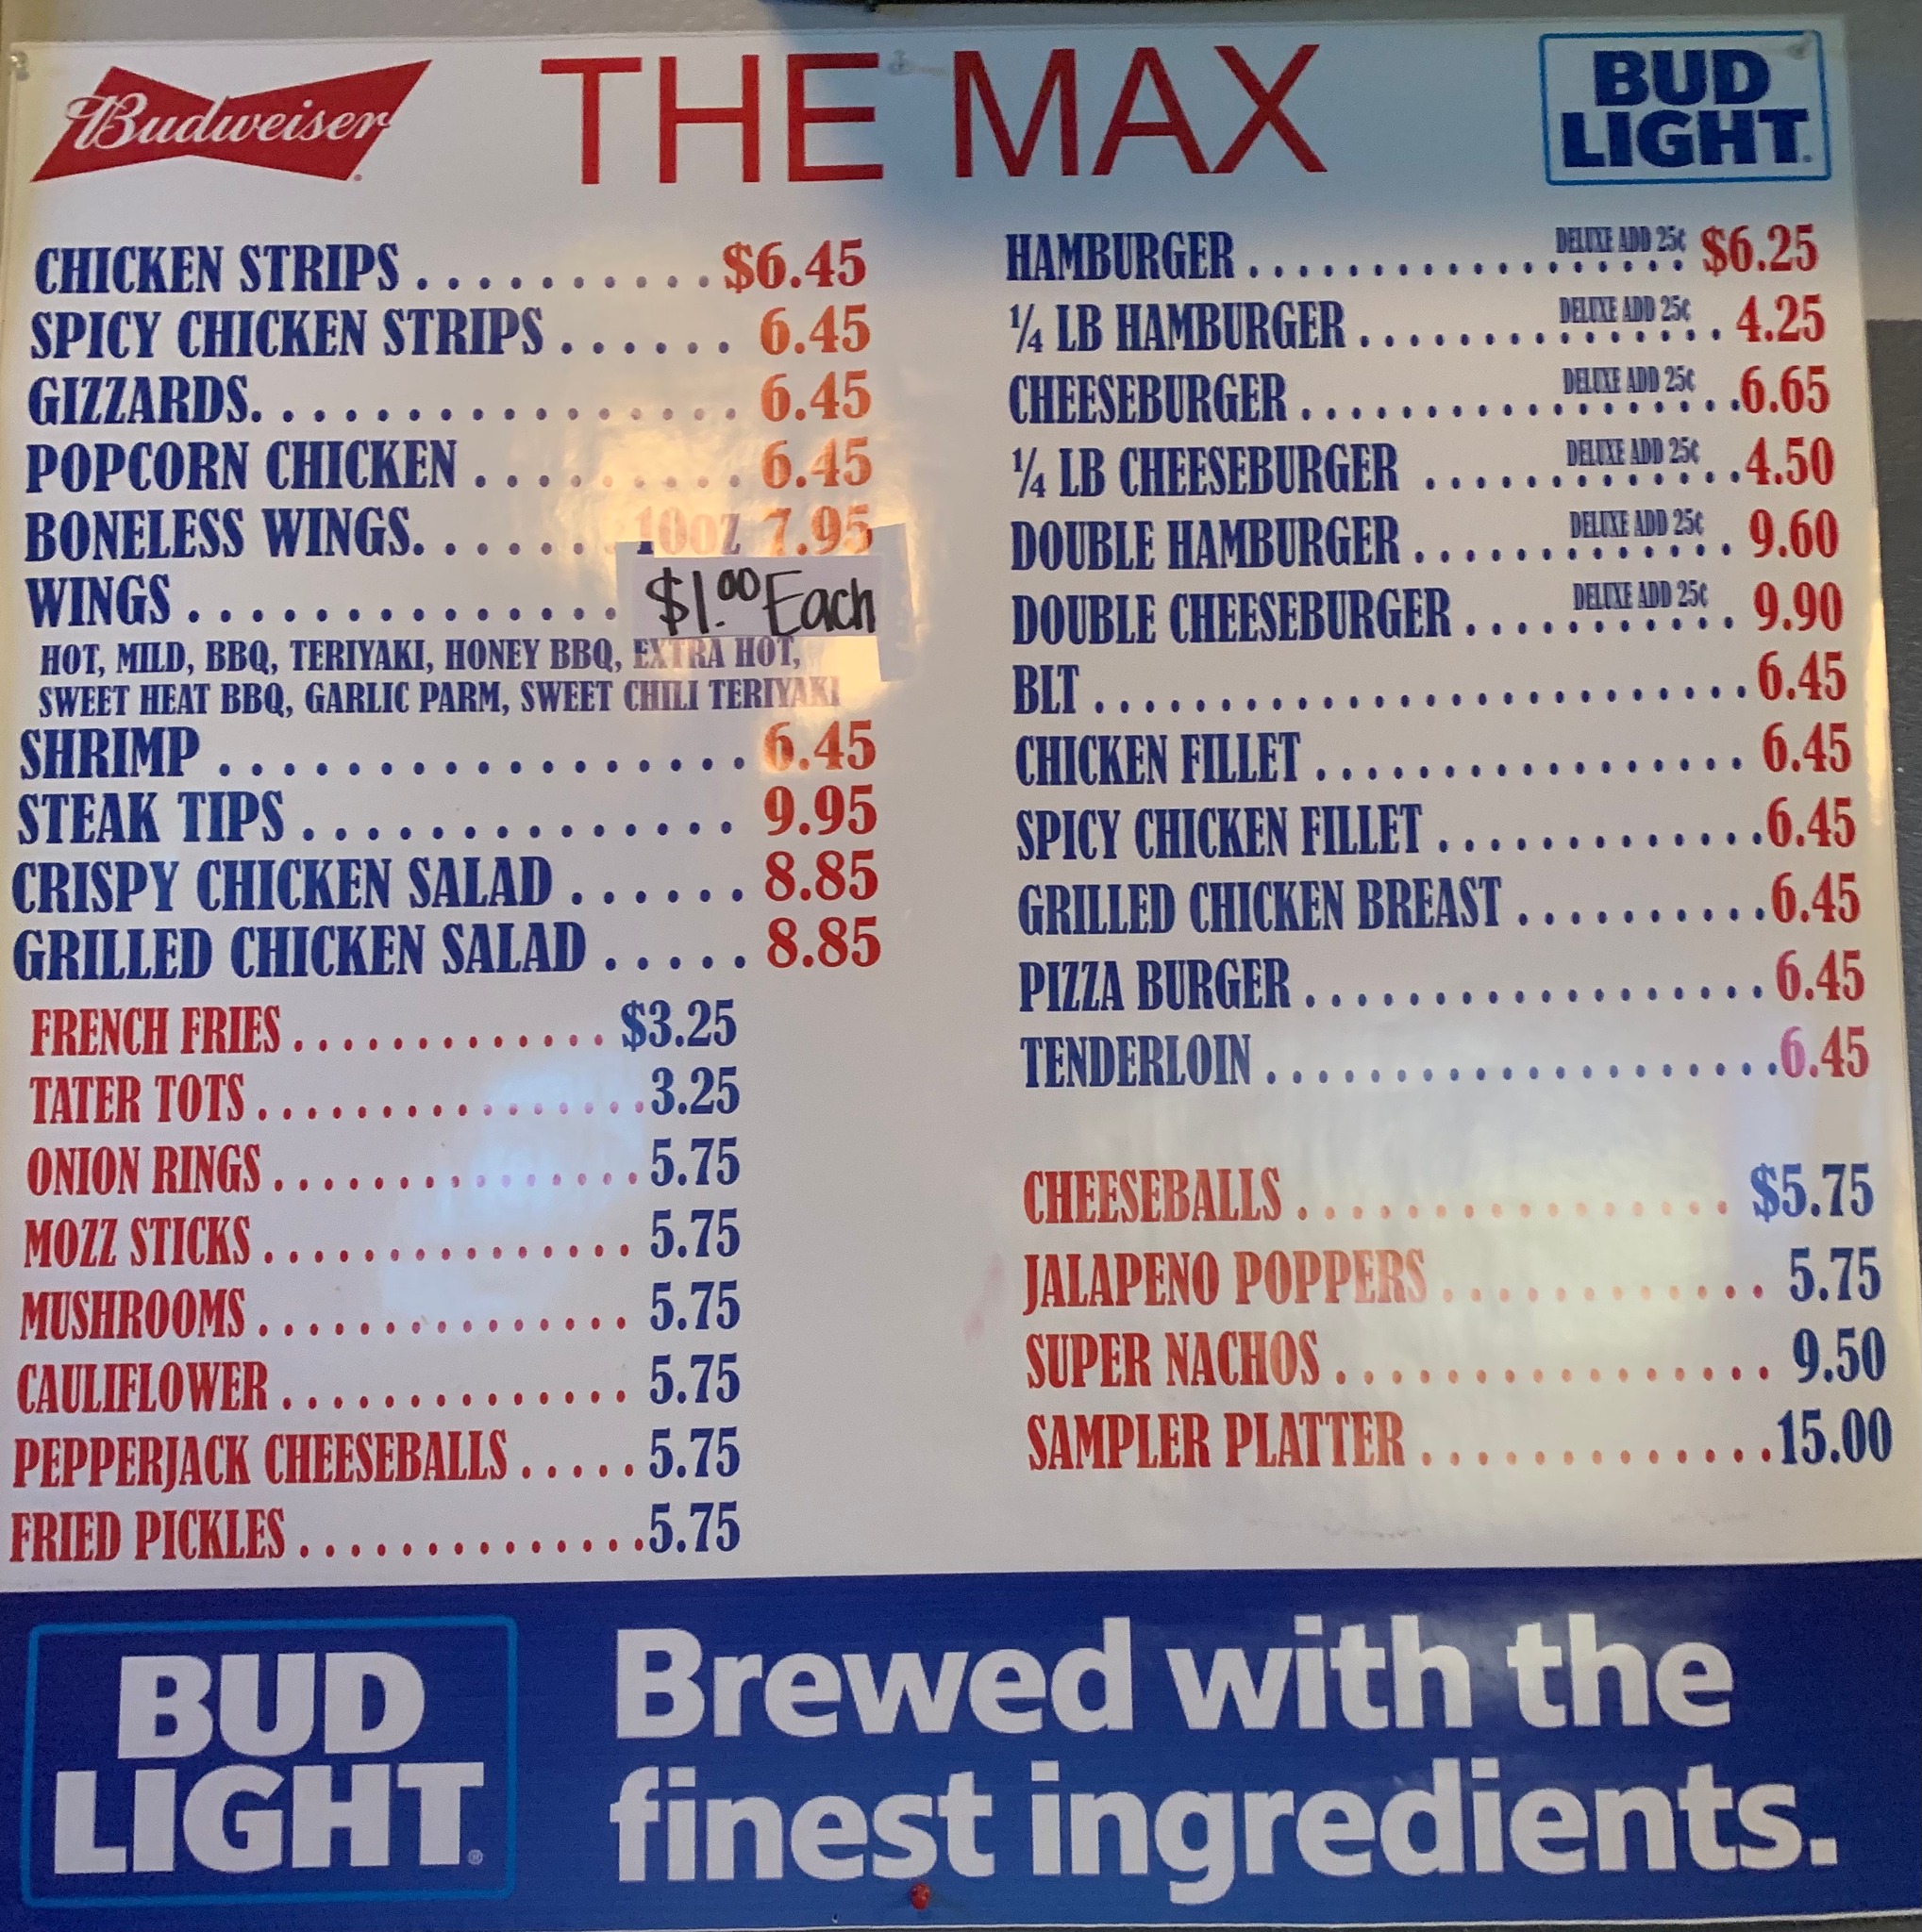 Budweiser
THE MAX
BUD
LIGHT
CHICKEN STRIPS . . . . . . . . . . $6.45
SPICY CHICKEN STRIPS . . . . . . 6.45
GIZZARDS. . . . . . . . . . . . . . . . 6.45
POPCORN CHICKEN . . . . . . . . . 6.45
BONELESS WINGS. . . . . . . 10oz 7.95
WINGS . . . . . . . . . . . . . . $1.00 Each
HOT, MILD, BBQ, TERIYAKI, HONEY BBQ, EXTRA HOT,
SWEET HEAT BBQ, GARLIC PARM, SWEET CHILI TERIYAKI
SHRIMP . . . . . . . . . . . . . . . . . 6.45
STEAK TIPS . . . . . . . . . . . . . . 9.95
CRISPY CHICKEN SALAD . . . . . . 8.85
GRILLED CHICKEN SALAD . . . . . 8.85
FRENCH FRIES . . . . . . . . . . . . . $3.25
TATER TOTS . . . . . . . . . . . . . . . . 3.25
ONION RINGS . . . . . . . . . . . . . . . 5.75
MOZZ STICKS . . . . . . . . . . . . . . . 5.75
MUSHROOMS . . . . . . . . . . . . . . . 5.75
CAULIFLOWER . . . . . . . . . . . . . . 5.75
PEPPERJACK CHEESEBALLS . . . . . 5.75
FRIED PICKLES . . . . . . . . . . . . . . 5.75
HAMBURGER . . . . . . . . . . . . . . . . . . DELUXE ADD 25¢ $6.25
¼ LB HAMBURGER . . . . . . . . . . . . . . . DELUXE ADD 25¢ 4.25
CHEESEBURGER . . . . . . . . . . . . . . . . . . DELUXE ADD 25¢ 6.65
¼ LB CHEESEBURGER . . . . . . . . . . . . . DELUXE ADD 25¢ 4.50
DOUBLE HAMBURGER . . . . . . . . . . . . . DELUXE ADD 25¢ 9.60
DOUBLE CHEESEBURGER . . . . . . . . . . . DELUXE ADD 25¢ 9.90
BLT . . . . . . . . . . . . . . . . . . . . . . . . . . . 6.45
CHICKEN FILLET . . . . . . . . . . . . . . . . . 6.45
SPICY CHICKEN FILLET . . . . . . . . . . . . . 6.45
GRILLED CHICKEN BREAST . . . . . . . . . . 6.45
PIZZA BURGER . . . . . . . . . . . . . . . . . . 6.45
TENDERLOIN . . . . . . . . . . . . . . . . . . . . 6.45
CHEESEBALLS . . . . . . . . . . . . . . . . $5.75
JALAPENO POPPERS . . . . . . . . . . . . 5.75
SUPER NACHOS . . . . . . . . . . . . . . . . 9.50
SAMPLER PLATTER . . . . . . . . . . . . . 15.00
BUD
LIGHT®
Brewed with the
finest ingredients.